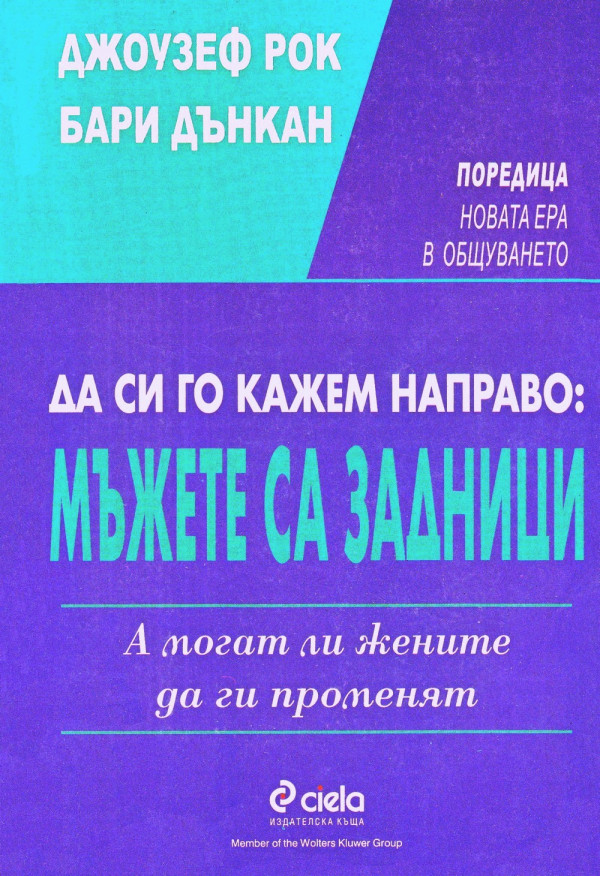 ДЖОУЗЕФ РОК
БАРИ ДЪНКАН
ПОРЕДИЦА
НОВАТА ЕРА
В ОБЩУВАНЕТО
ДА СИ ГО КАЖЕМ НАПРАВО:
МЪЖЕТЕ СА ЗАДНИЦИ
А могат ли жените
да ги променят
ciela
ИЗДАТЕЛСКА КЪЩА
Member of the Wolters Kluwer Group